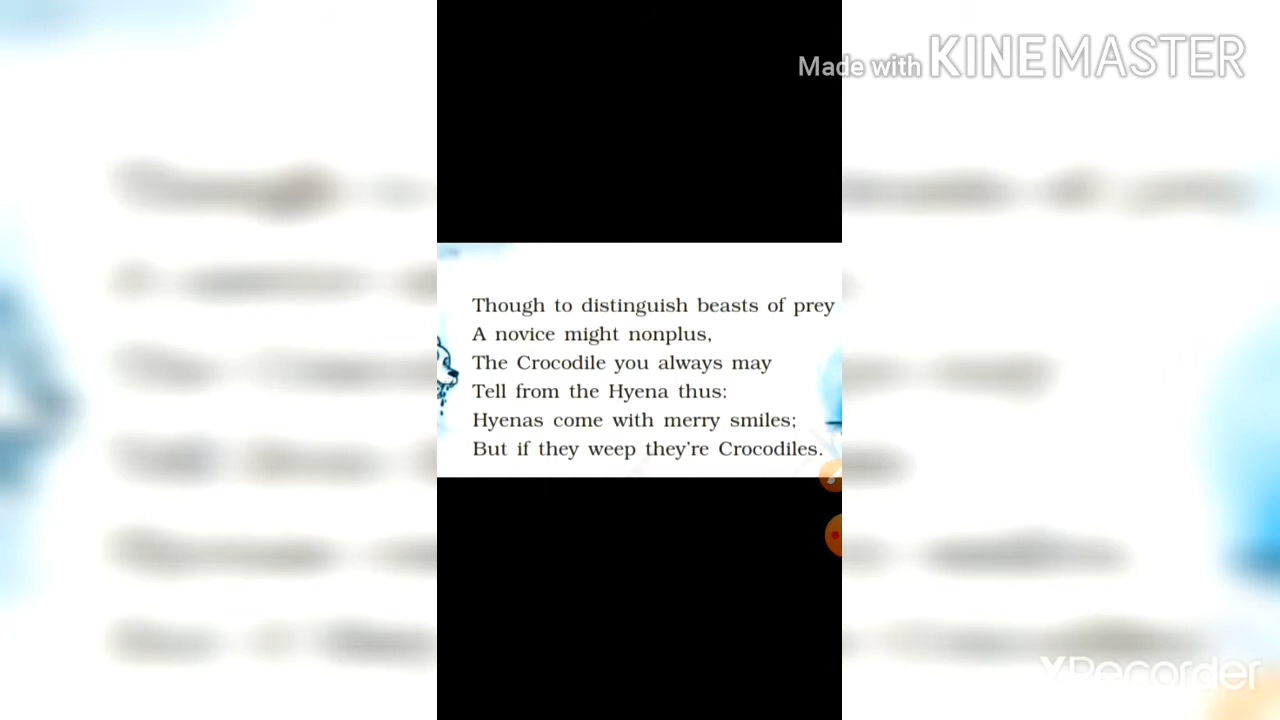 Made with KINEMASTER
Though to distinguish beasts of prey
A novice might nonplus,
The Crocodile you always may
Tell from the Hyena thus:
Hyenas come with merry smiles;
But if they weep they're Crocodiles.
XRecorder